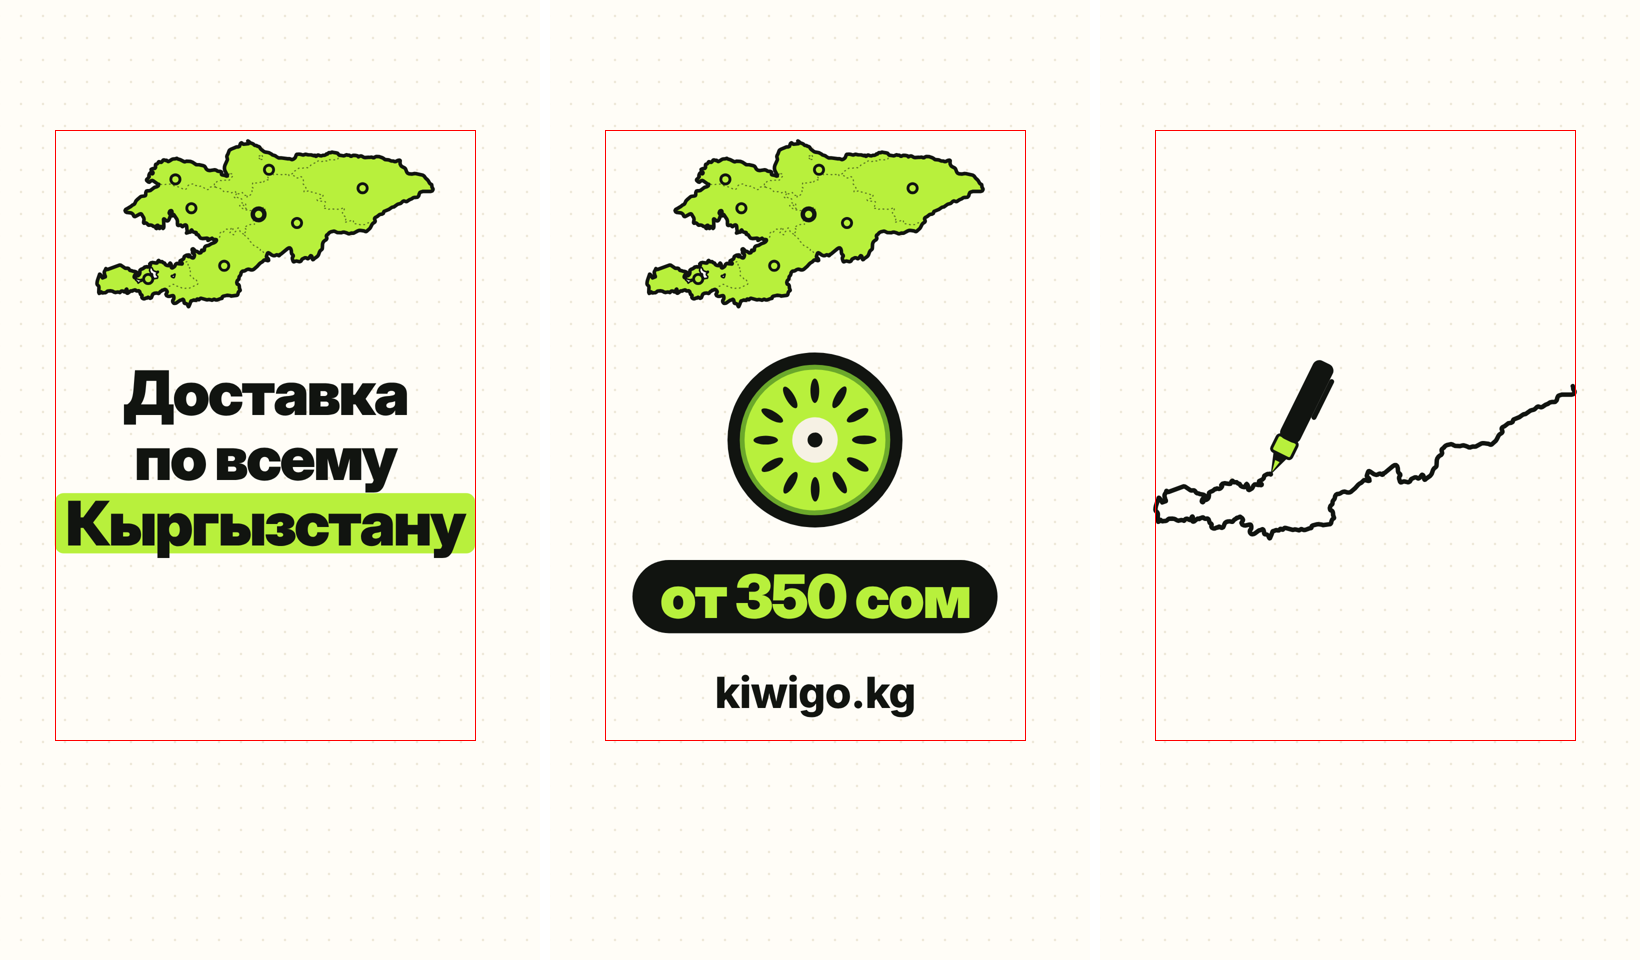 Доставка
по всему
Кыргызстану
от 350 сом
kiwigo.kg